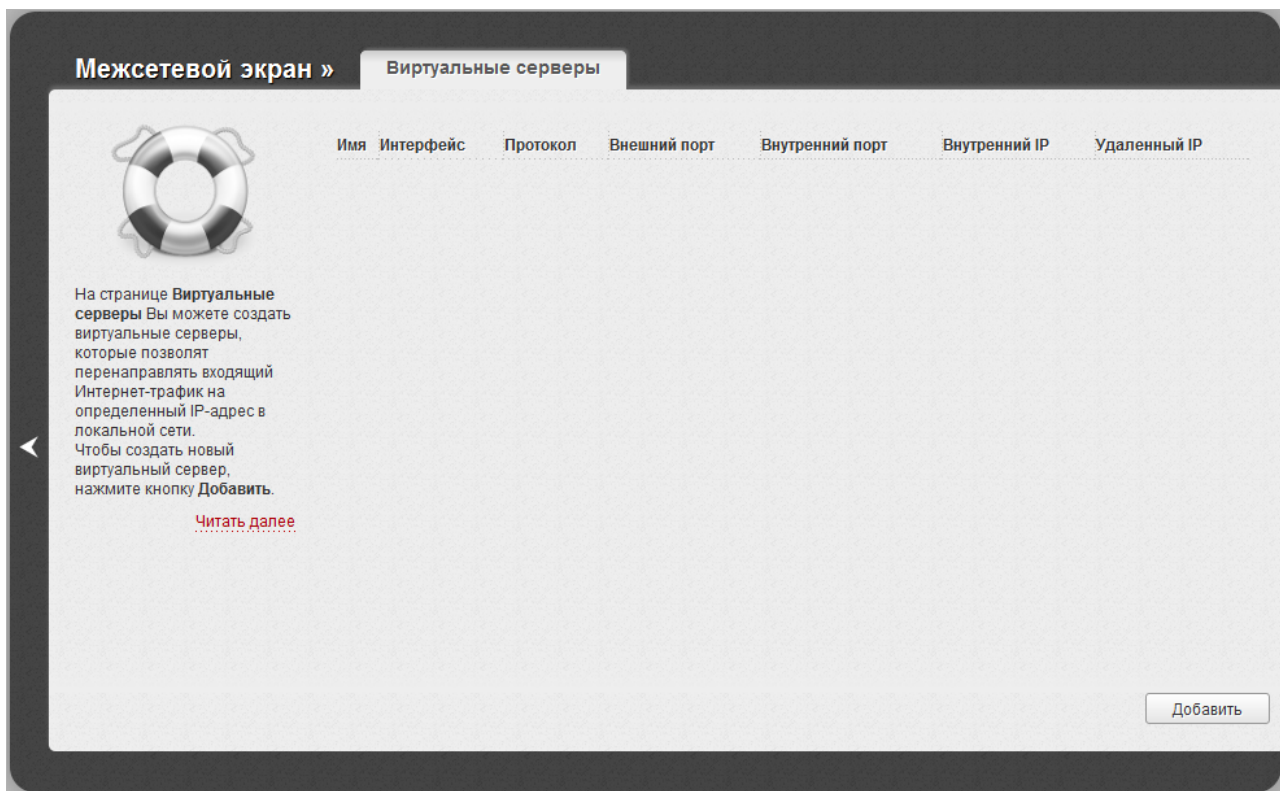 Межсетевой экран »
Виртуальные серверы
Имя Интерфейс Протокол Внешний порт Внутренний порт Внутренний IP Удаленный IP
На странице Виртуальные
серверы Вы можете создать
виртуальные серверы,
которые позволят
перенаправлять входящий
Интернет-трафик на
определенный IP-адрес в
локальной сети.
Чтобы создать новый
виртуальный сервер,
нажмите кнопку Добавить.
Читать далее
Добавить